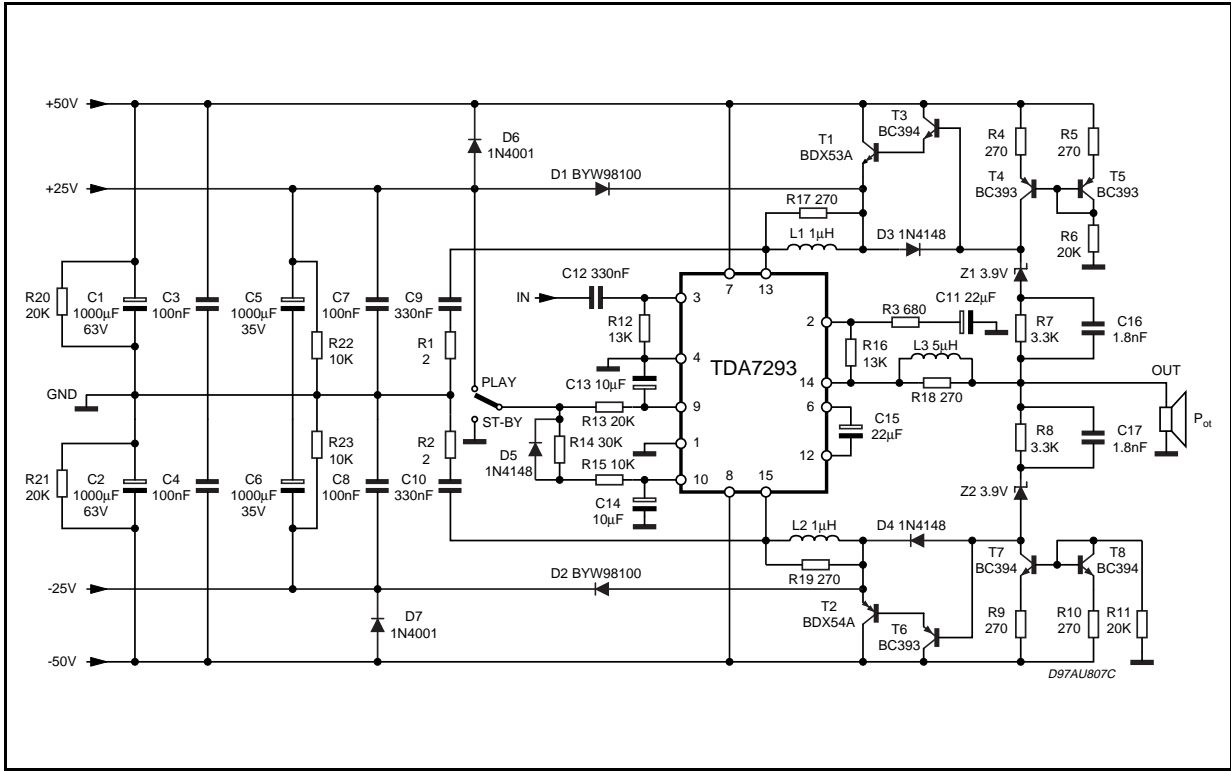 +50V
+25V
GND
-25V
-50V
D6
1N4001
D1 BYW98100
T1
BDX53A
T3
BC394
R4
270
R5
270
T4
BC393
T5
BC393
R6
20K
R17 270
L1 1μH
D3 1N4148
Z1 3.9V
R20
20K
C1
1000μF
63V
C3
100nF
C5
1000μF
35V
R22
10K
C7
100nF
C9
330nF
R1
2
IN
C12 330nF
R12
13K
C13 10μF
PLAY
ST-BY
R13 20K
R14 30K
D5
1N4148
R15 10K
C14
10μF
TDA7293
3
4
9
1
10
7
13
2
14
6
12
8
15
R3 680
C11 22μF
R16
13K
L3 5μH
R18 270
C15
22μF
R7
3.3K
C16
1.8nF
OUT
Pot
R8
3.3K
C17
1.8nF
Z2 3.9V
R21
20K
C2
1000μF
63V
C4
100nF
C6
1000μF
35V
R23
10K
C8
100nF
C10
330nF
R2
2
L2 1μH
D4 1N4148
R19 270
D2 BYW98100
D7
1N4001
T2
BDX54A
T6
BC393
T7
BC394
T8
BC394
R9
270
R10
270
R11
20K
D97AU807C